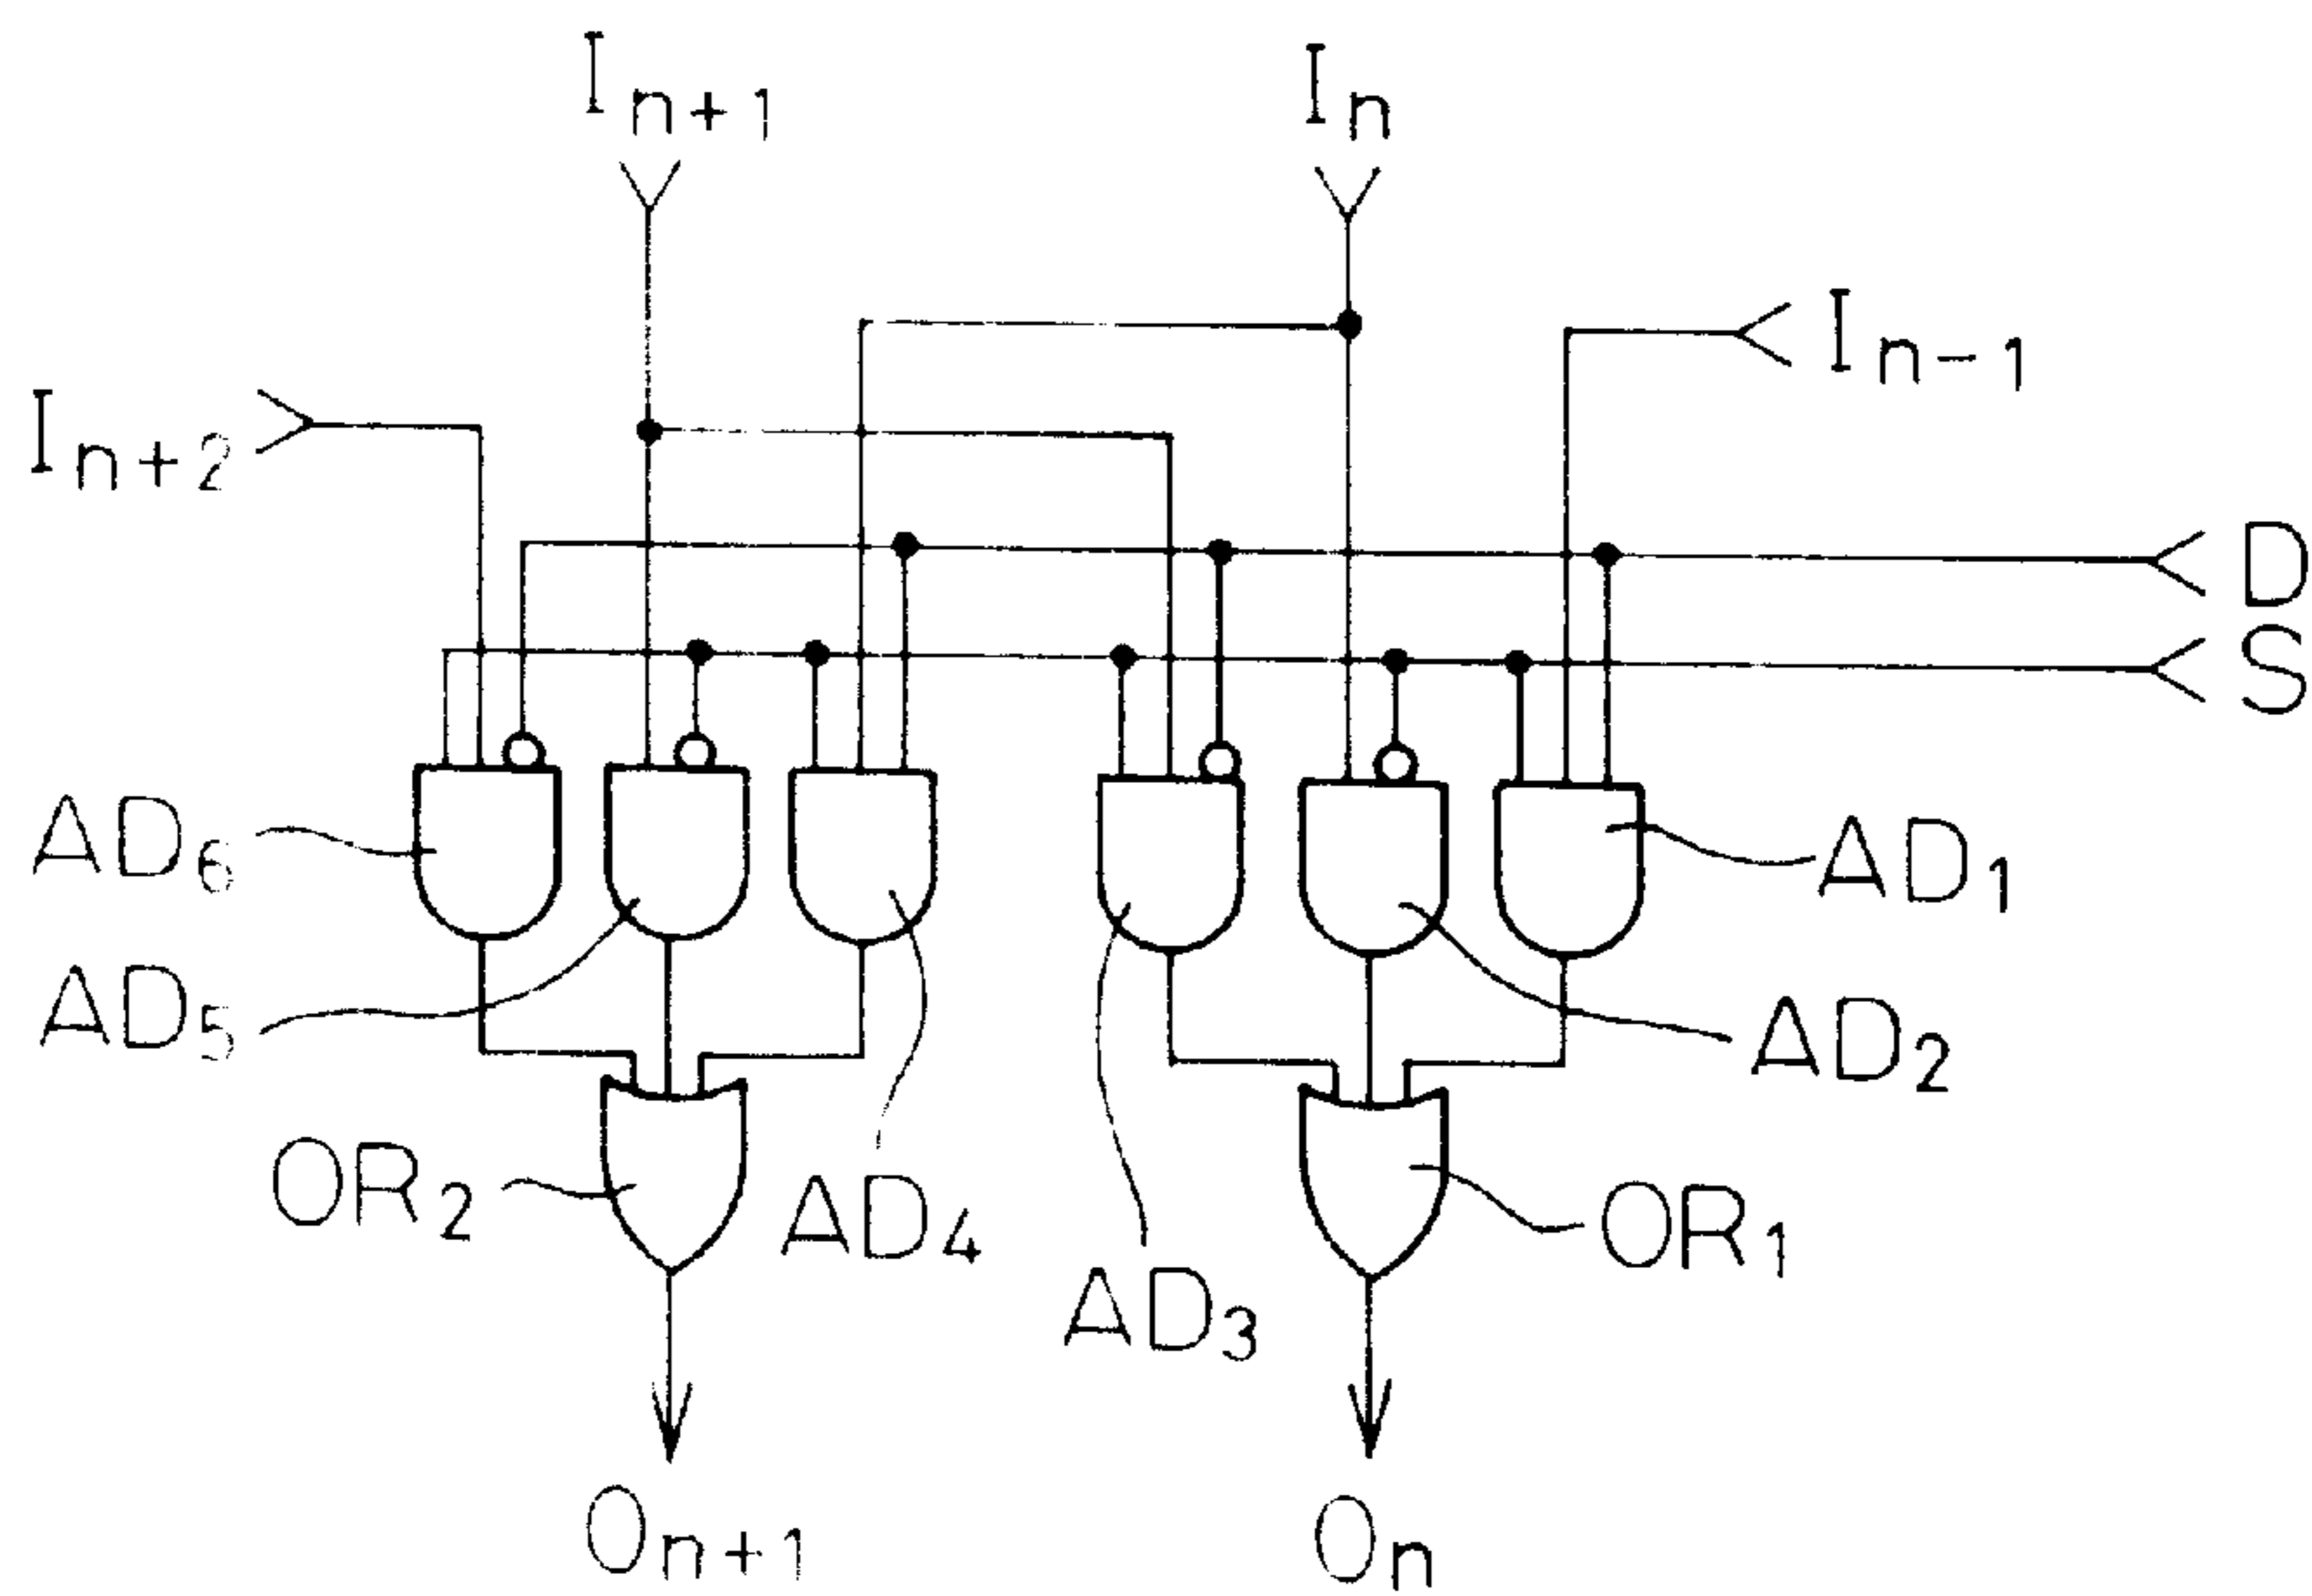 Iₙ₊₁
Iₙ
Iₙ₋₁
Iₙ₊₂
D
S
AD₆
AD₁
AD₅
AD₂
OR₂
AD₄
OR₁
AD₃
Oₙ₊₁
Oₙ